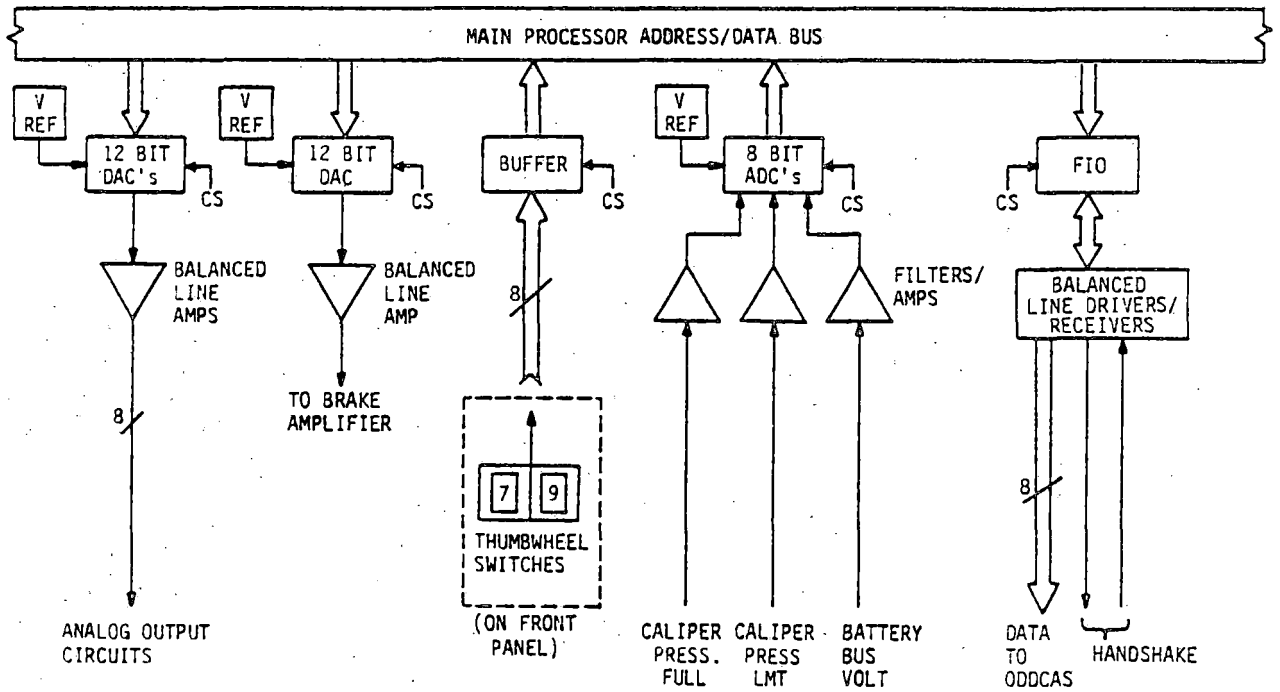 MAIN PROCESSOR ADDRESS/DATA BUS
V
REF
12 BIT
DAC's
CS
BALANCED
LINE
AMPS
8
ANALOG OUTPUT
CIRCUITS
V
REF
12 BIT
DAC
CS
BALANCED
LINE
AMP
TO BRAKE
AMPLIFIER
BUFFER
CS
8
7 9
THUMBWHEEL
SWITCHES
(ON FRONT
PANEL)
V
REF
8 BIT
ADC's
CS
FILTERS/
AMPS
CALIPER
PRESS.
FULL
CALIPER
PRESS
LMT
BATTERY
BUS
VOLT
FIO
CS
BALANCED
LINE DRIVERS/
RECEIVERS
8
DATA
TO
ODDCAS
HANDSHAKE